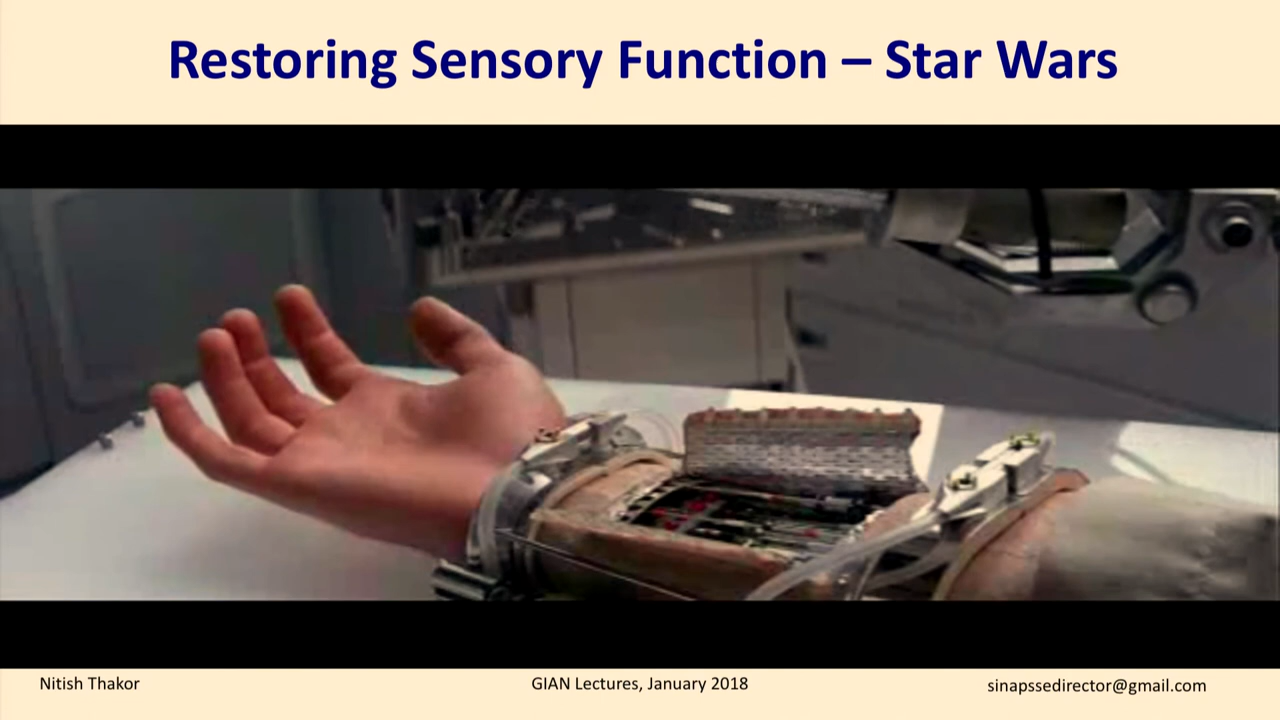 Restoring Sensory Function – Star Wars
Nitish Thakor
GIAN Lectures, January 2018
sinapssedirector@gmail.com